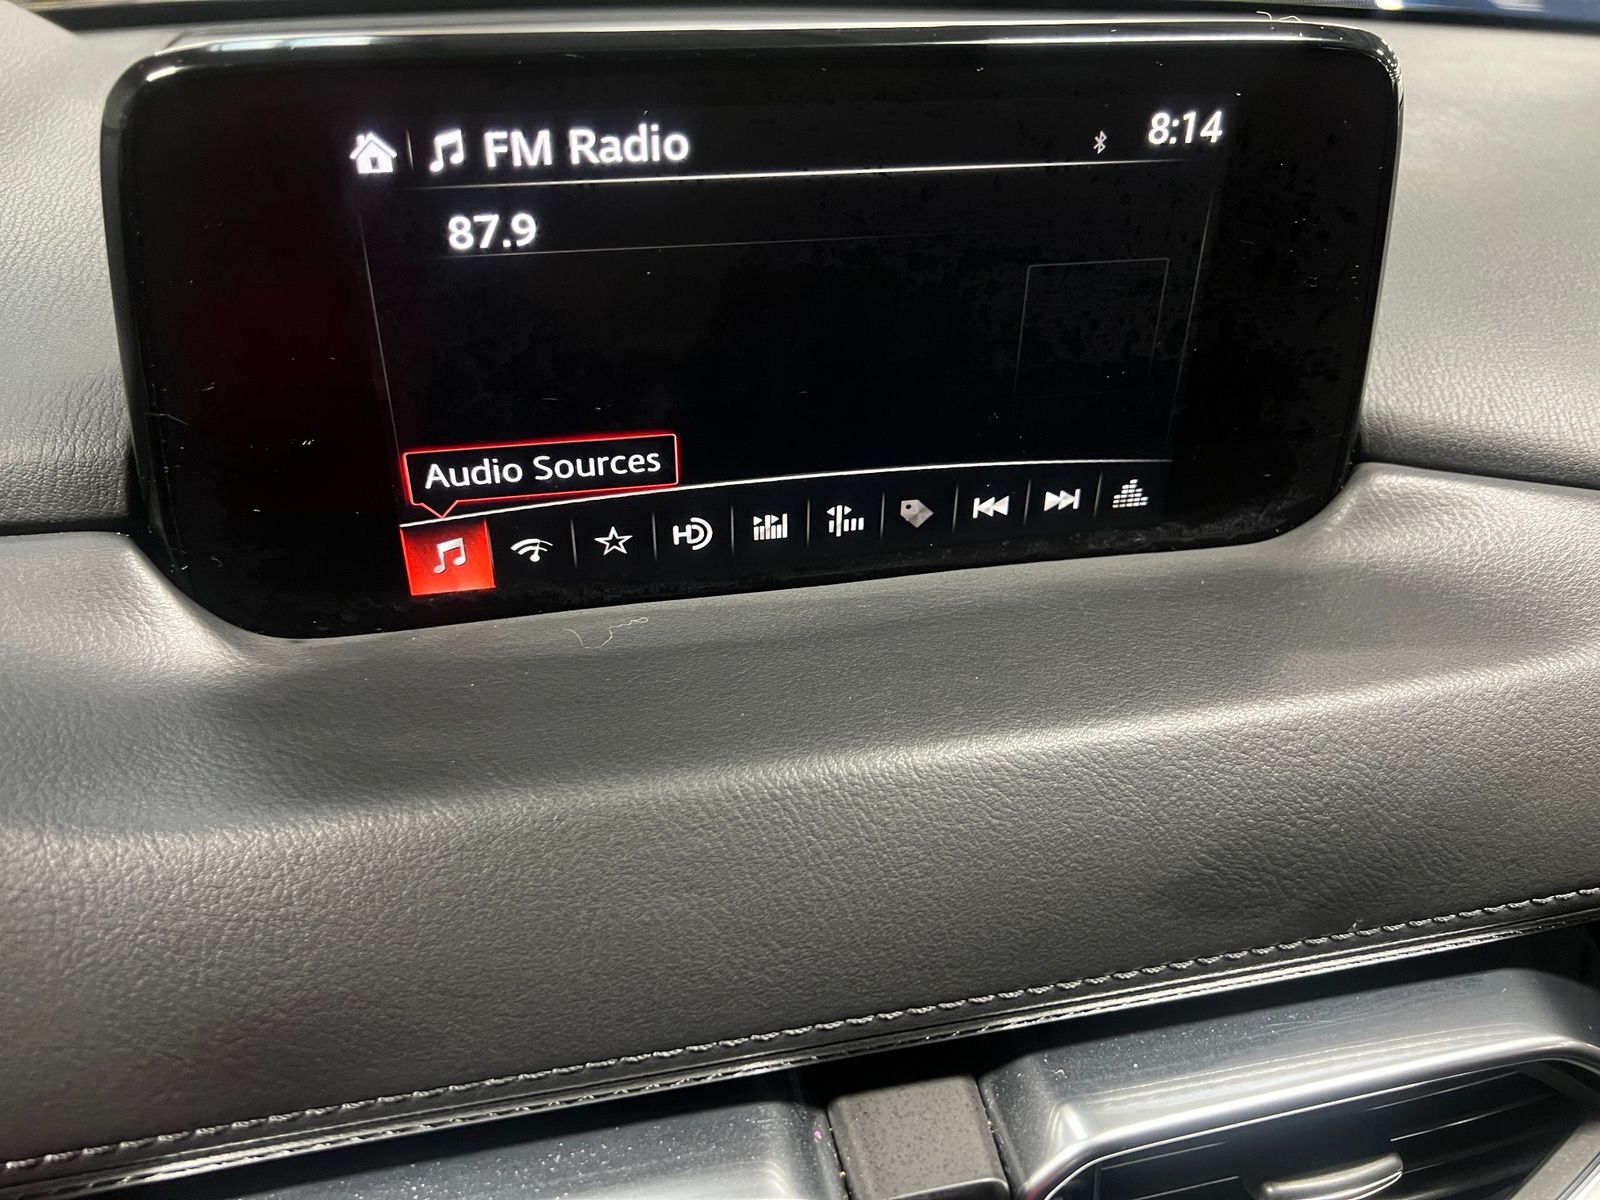 FM Radio
8:14
87.9
Audio Sources
HD